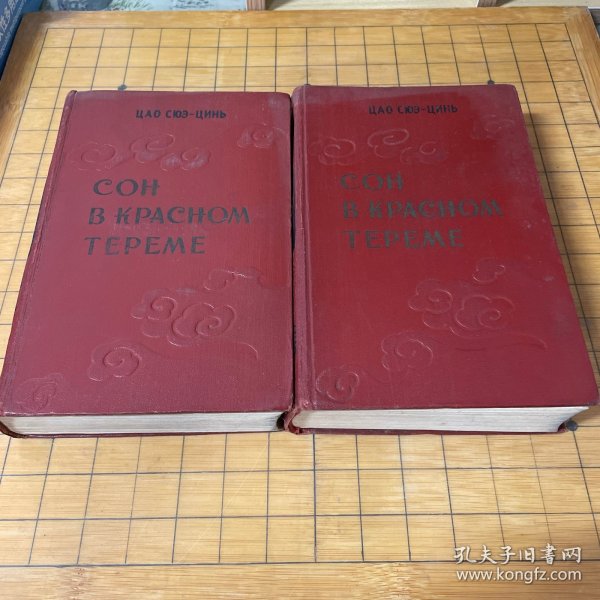 ЦАО СЮЭ-ЦИНЬ
СОН
В КРАСНОМ
ТЕРЕМЕ
ЦАО СЮЭ-ЦИНЬ
СОН
В КРАСНОМ
ТЕРЕМЕ
孔夫子旧书网
www.kongfz.com